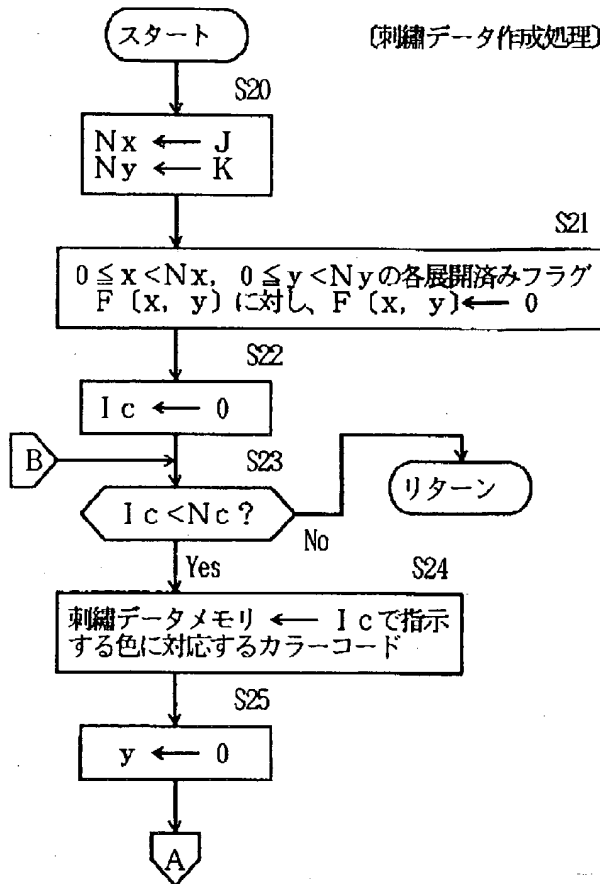 スタート
〔刺繍データ作成処理〕
S20
Nx ← J
Ny ← K
S21
0≦x<Nx, 0≦y<Nyの各展開済みフラグ
F〔x, y〕に対し、F〔x, y〕← 0
S22
Ic ← 0
B
S23
Ic<Nc?
リターン
No
Yes
S24
刺繍データメモリ ← Icで指示
する色に対応するカラーコード
S25
y ← 0
A